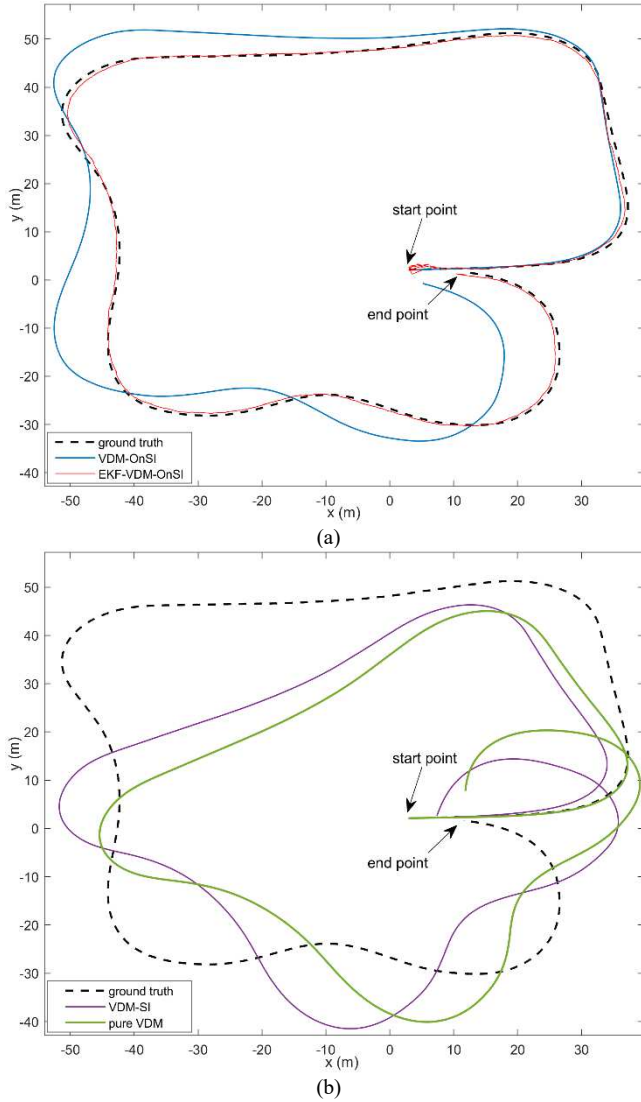 50
40
30
20
10
0
-10
-20
-30
-40
y (m)
start point
end point
ground truth
VDM-OnSI
EKF-VDM-OnSI
-50 -40 -30 -20 -10 0 10 20 30
x (m)
(a)
50
40
30
20
10
0
-10
-20
-30
-40
y (m)
start point
end point
ground truth
VDM-SI
pure VDM
-50 -40 -30 -20 -10 0 10 20 30
x (m)
(b)